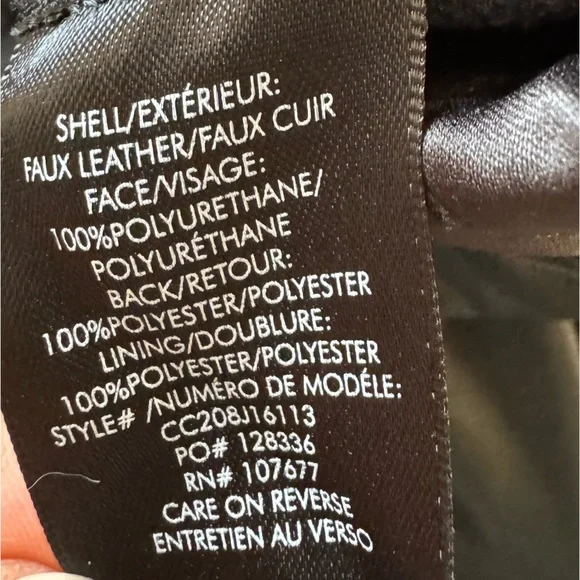 SHELL/EXTÉRIEUR:
FAUX LEATHER/FAUX CUIR
FACE/VISAGE:
100%POLYURETHANE/
POLYURÉTHANE
BACK/RETOUR:
100%POLYESTER/POLYESTER
LINING/DOUBLURE:
100%POLYESTER/POLYESTER
STYLE# /NUMÉRO DE MODÉLE:
CC208J16113
PO# 128336
RN# 107677
CARE ON REVERSE
ENTRETIEN AU VERSO